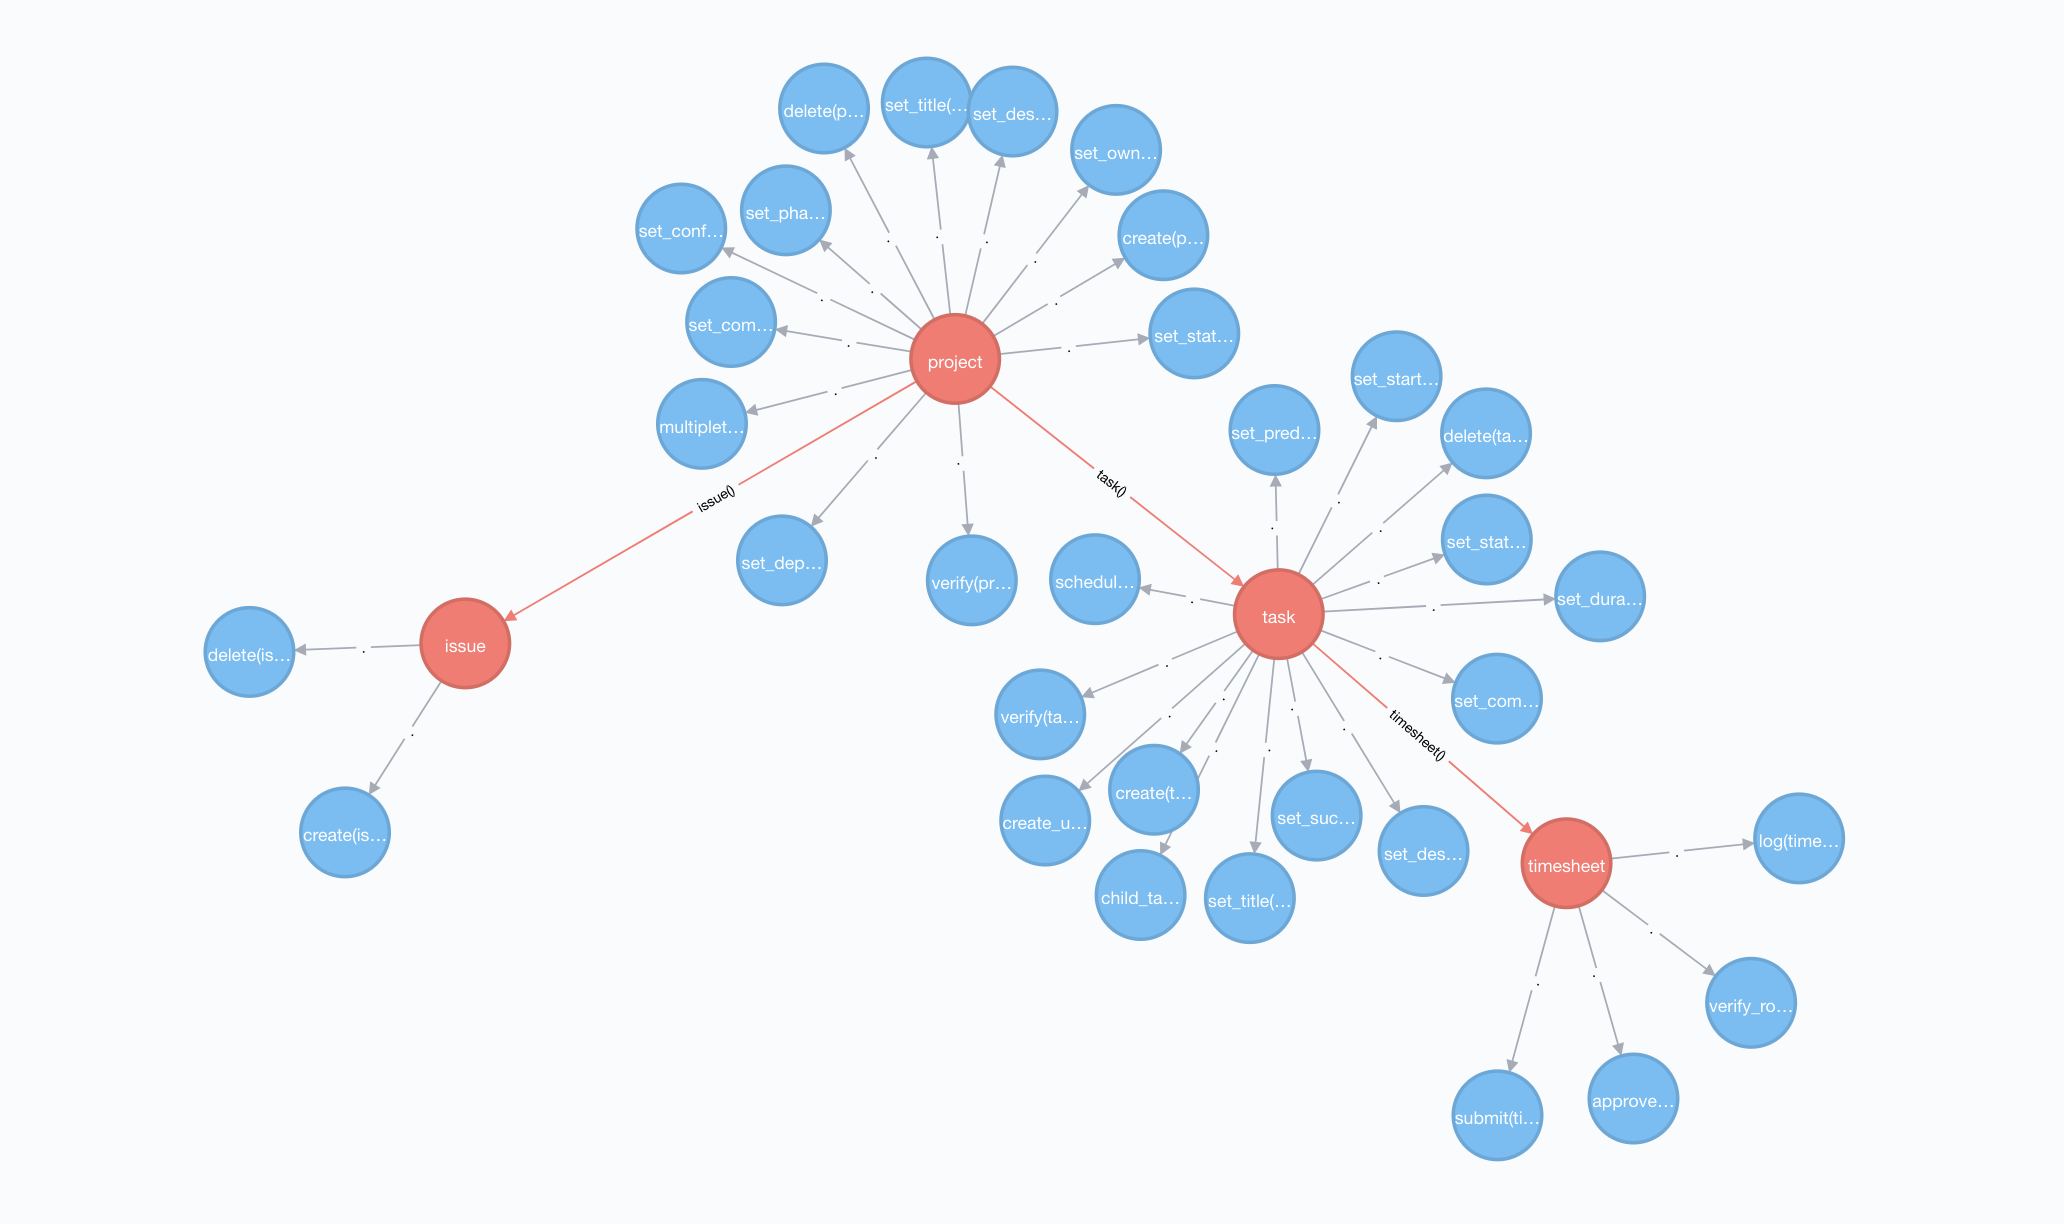 set_title(...
delete(p...
set_des...
set_own...
set_pha...
set_conf...
create(p...
set_com...
set_stat...
project
set_start...
multiplet...
set_pred...
delete(ta...
task()
issue()
set_stat...
set_dep...
verify(pr...
schedul...
set_dura...
task
issue
delete(is...
set_com...
verify(ta...
timesheet()
create(t...
set_suc...
create_u...
create(is...
log(time...
set_des...
timesheet
child_ta...
set_title(...
verify_ro...
approve...
submit(ti...